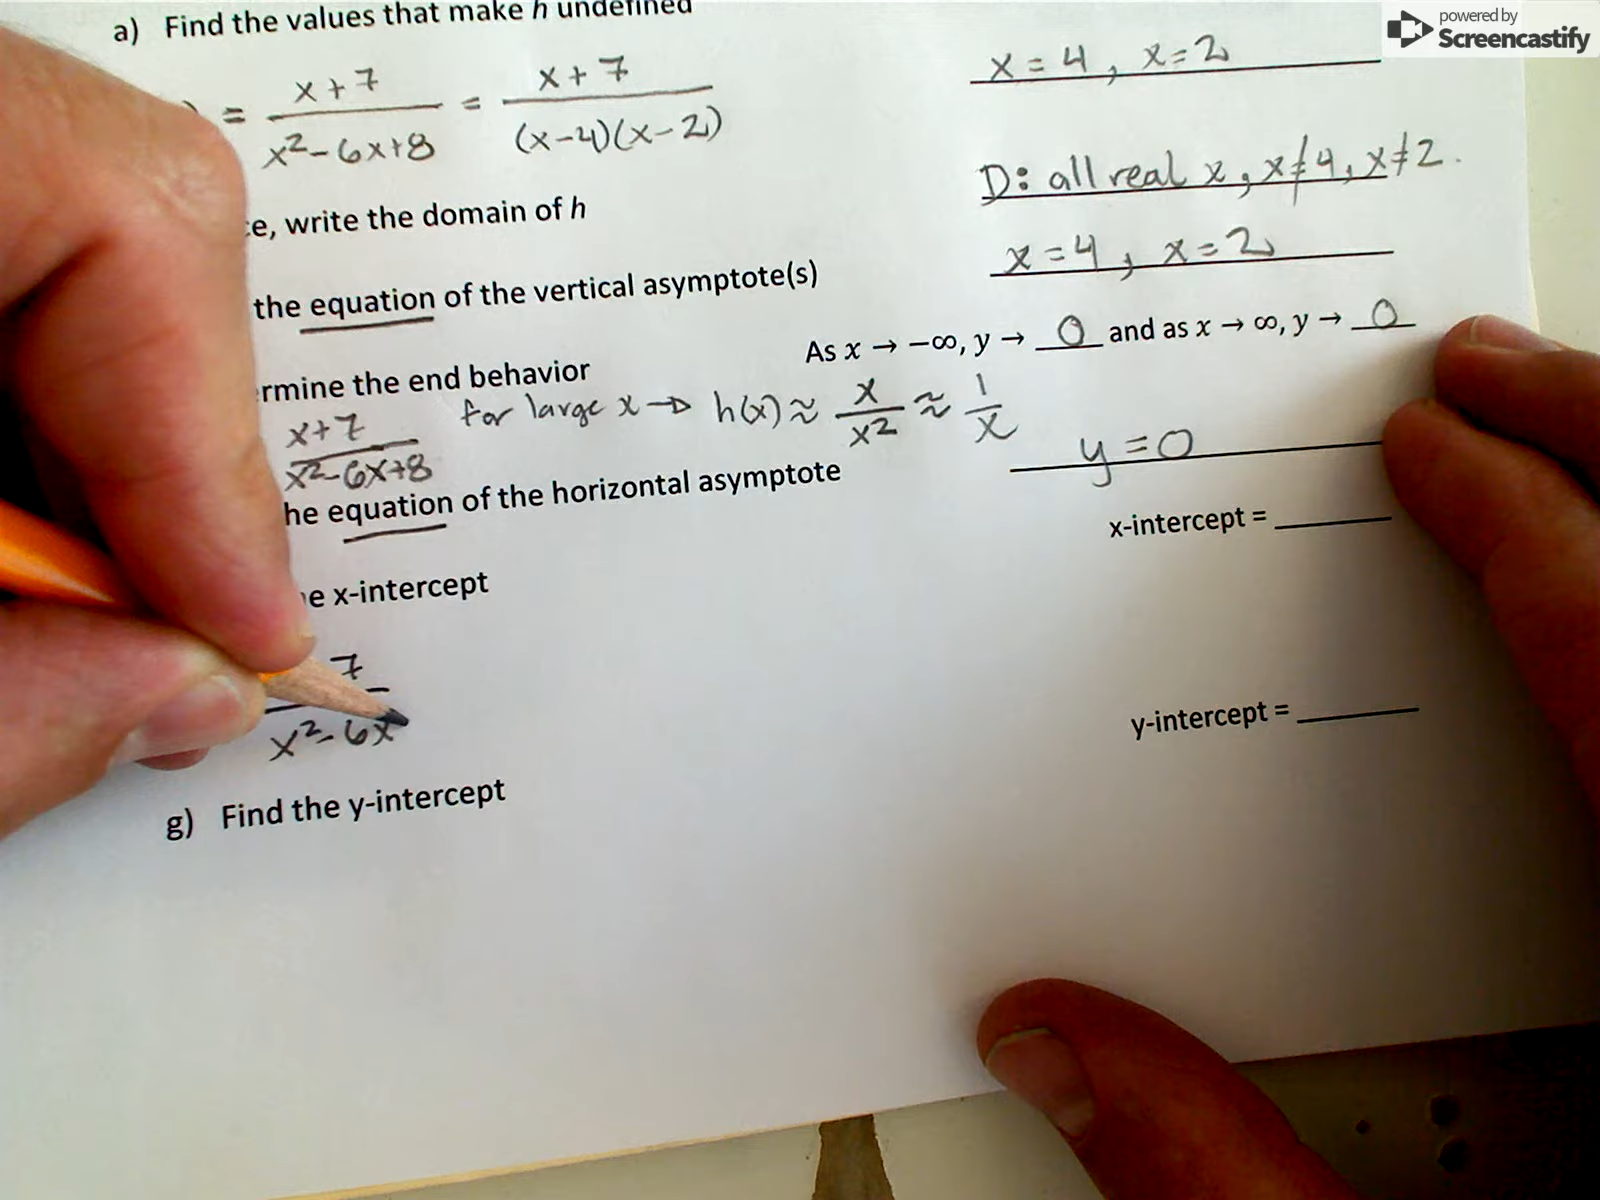 powered by
Screencastify
a) Find the values that make h undefined
= x+7 / x²-6x+8 = x+7 / (x-4)(x-2)
x = 4, x = 2
write the domain of h
D: all real x, x≠4, x≠2.
the equation of the vertical asymptote(s)
x = 4, x = 2
the end behavior
As x → −∞, y → 0 and as x → ∞, y → 0
x+7 / x²-6x+8 for large x → h(x) ≈ x / x² ≈ 1 / x
equation of the horizontal asymptote
y = 0
x-intercept
x-intercept =
7 / x²-6x
y-intercept =
g) Find the y-intercept